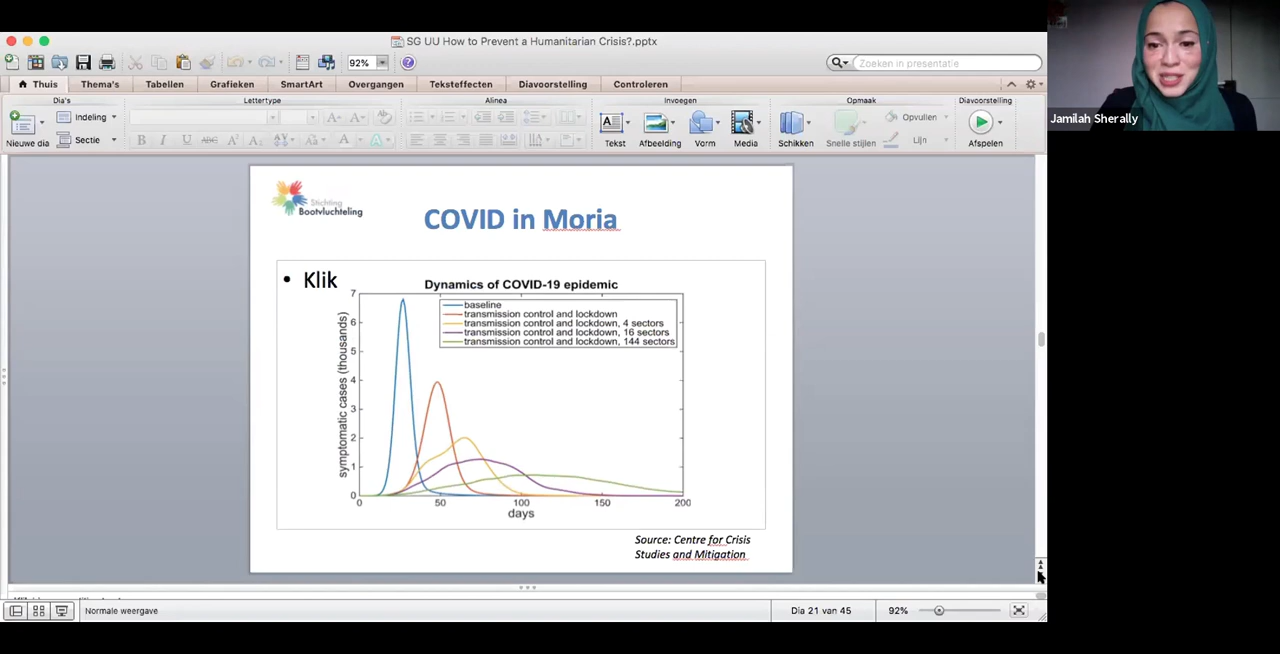 SG UU How to Prevent a Humanitarian Crisis?.pptx
92%
Zoeken in presentatie
Thuis
Thema's
Tabellen
Grafieken
SmartArt
Overgangen
Teksteffecten
Diavoorstelling
Controleren
Dia's
Lettertype
Alinea
Invoegen
Opmaak
Diavoorstelling
Nieuwe dia
Indeling
Sectie
B I U ABC A² A₂ Aa A A
Tekst
Afbeelding
Vorm
Media
Schikken
Snelle stijlen
Opvullen
Lijn
Afspelen
Jamilah Sherally
Stichting
Bootvluchteling
COVID in Moria
• Klik
Dynamics of COVID-19 epidemic
baseline
transmission control and lockdown
transmission control and lockdown, 4 sectors
transmission control and lockdown, 16 sectors
transmission control and lockdown, 144 sectors
symptomatic cases (thousands)
7
6
5
4
3
2
1
0
0 50 100 150 200
days
Source: Centre for Crisis
Studies and Mitigation
Normale weergave
Dia 21 van 45
92%